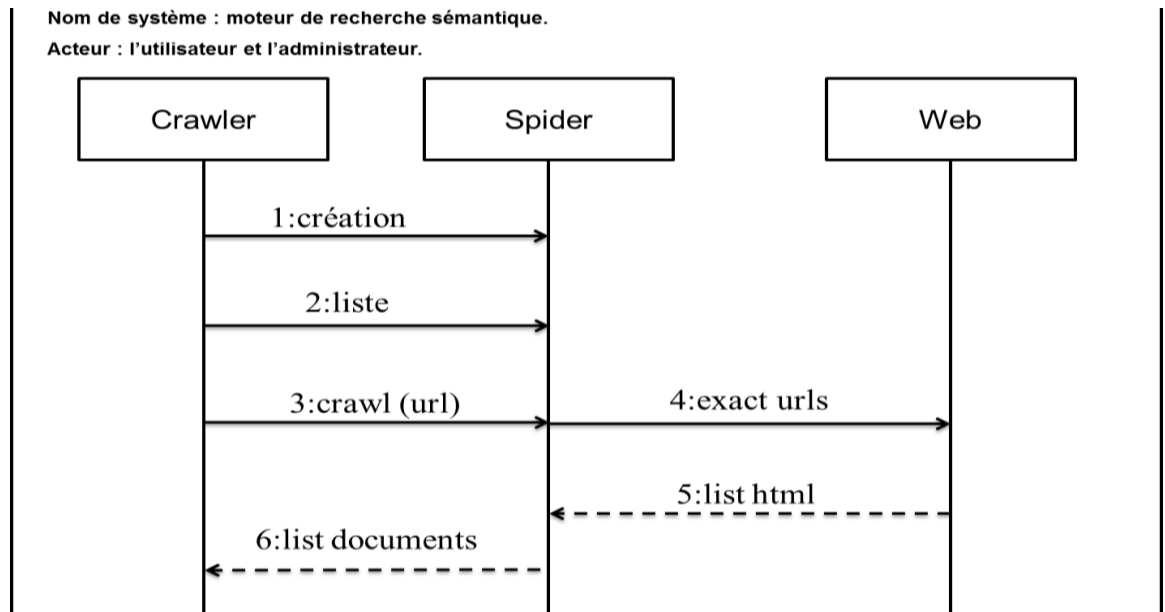 Nom de système : moteur de recherche sémantique.
Acteur : l'utilisateur et l'administrateur.
Crawler
Spider
Web
1:création
2:liste
3:crawl (url)
4:exact urls
5:list html
6:list documents